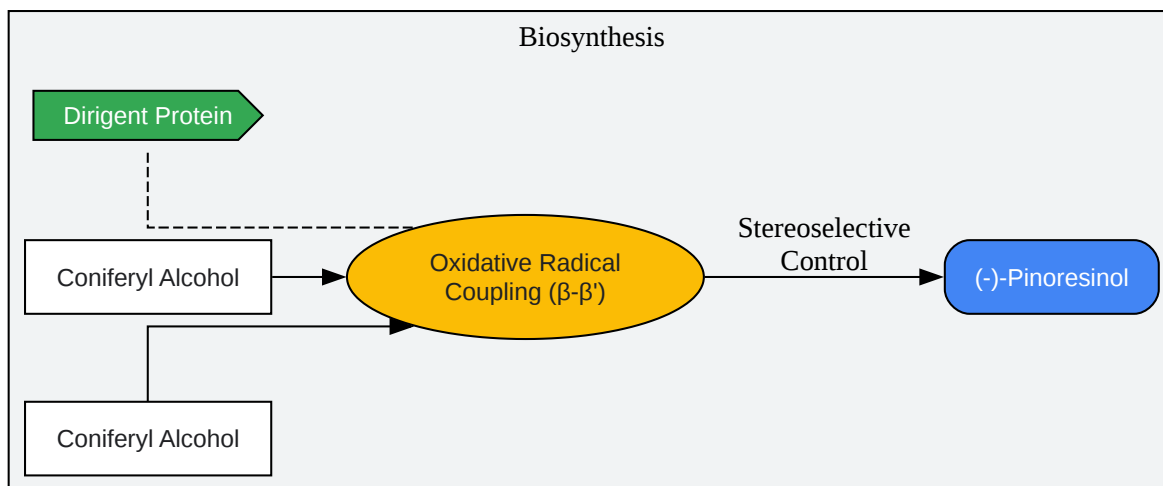 Biosynthesis
Dirigent Protein
Coniferyl Alcohol
Oxidative Radical
Coupling (β-β')
Stereoselective
Control
(-)-Pinoresinol
Coniferyl Alcohol